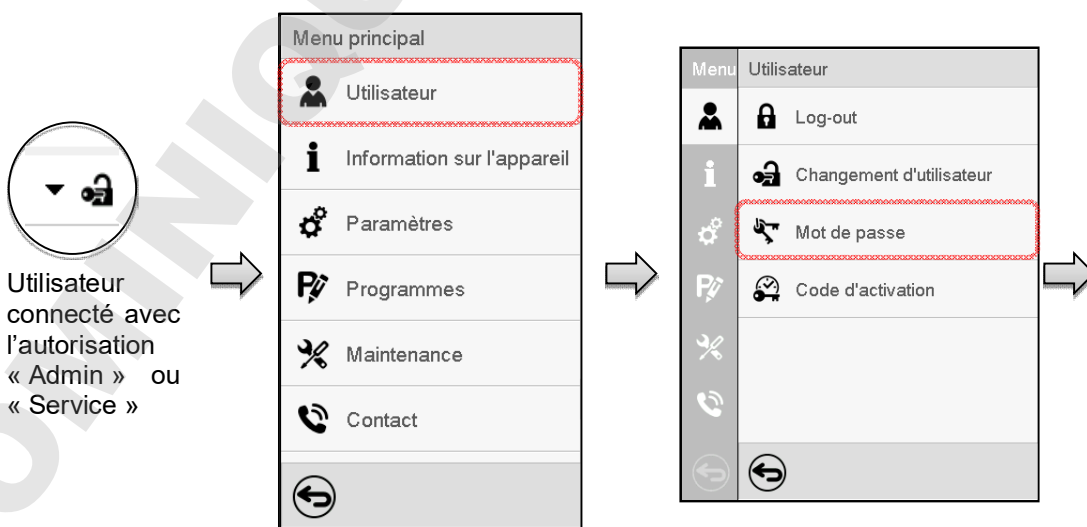 Utilisateur
connecté avec
l'autorisation
« Admin » ou
« Service »
Menu principal
Utilisateur
Information sur l'appareil
Paramètres
Programmes
Maintenance
Contact
Menu
Utilisateur
Log-out
Changement d'utilisateur
Mot de passe
Code d'activation